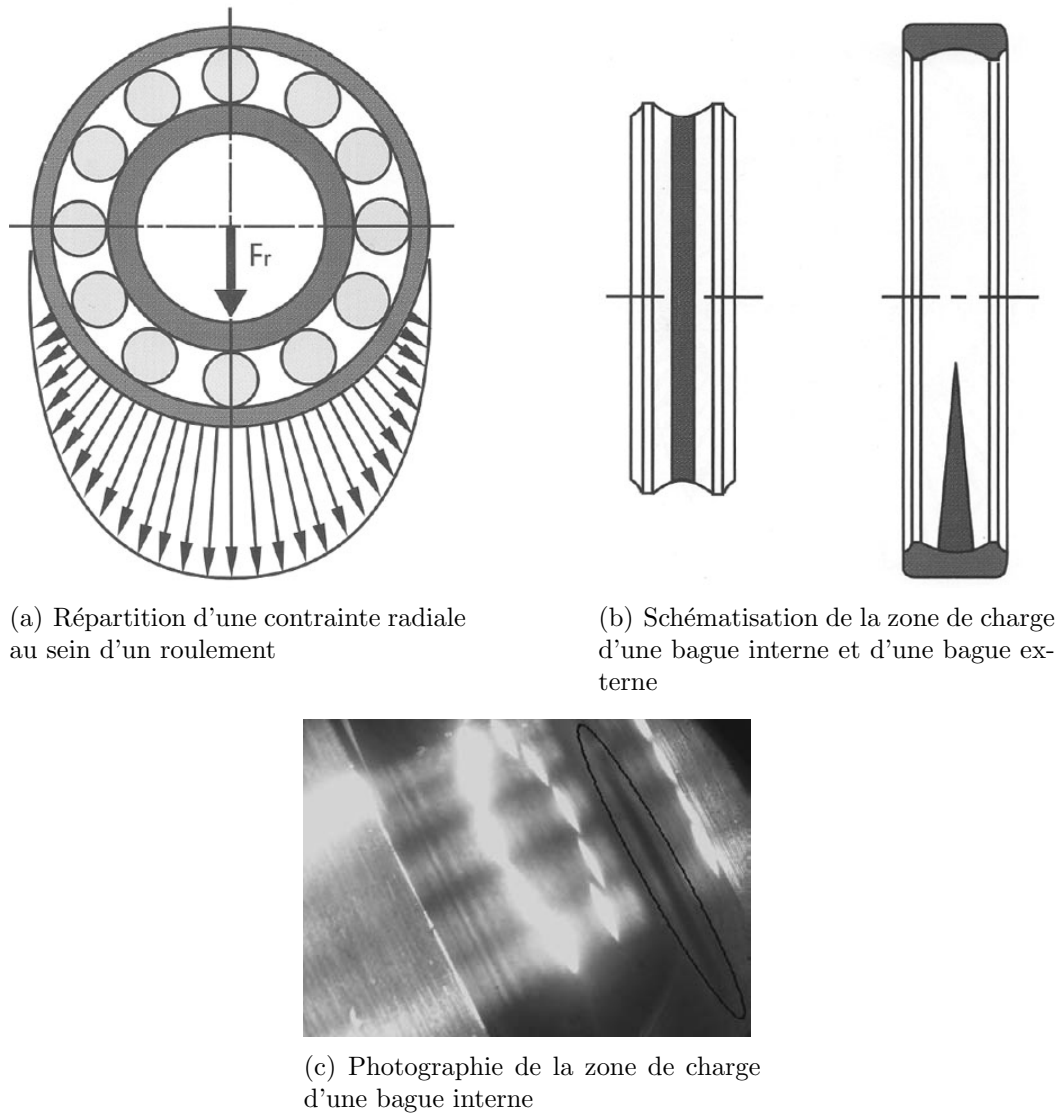 Fr
(a) Répartition d'une contrainte radiale
au sein d'un roulement
(b) Schématisation de la zone de charge
d'une bague interne et d'une bague ex-
terne
(c) Photographie de la zone de charge
d'une bague interne